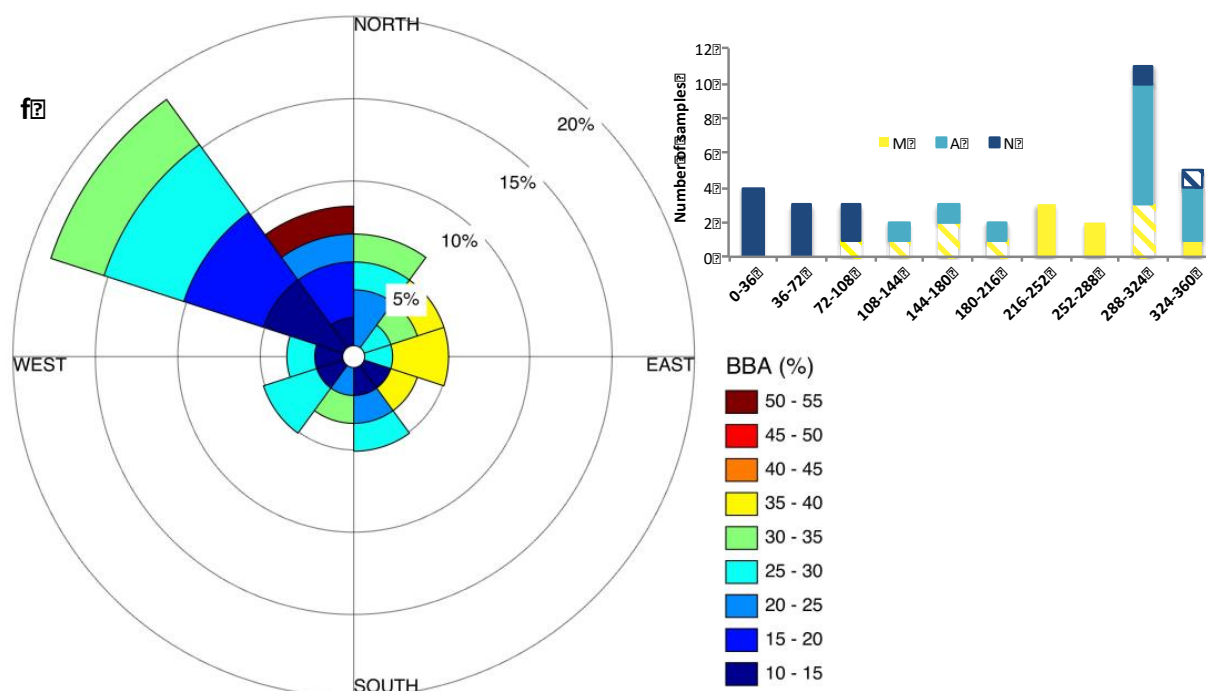 f
NORTH
20%
15%
10%
5%
WEST
EAST
SOUTH
Number of samples
12
10
8
6
4
2
0
M A N
0-36
36-72
72-108
108-144
144-180
180-216
216-252
252-288
288-324
324-360
BBA (%)
50 - 55
45 - 50
40 - 45
35 - 40
30 - 35
25 - 30
20 - 25
15 - 20
10 - 15